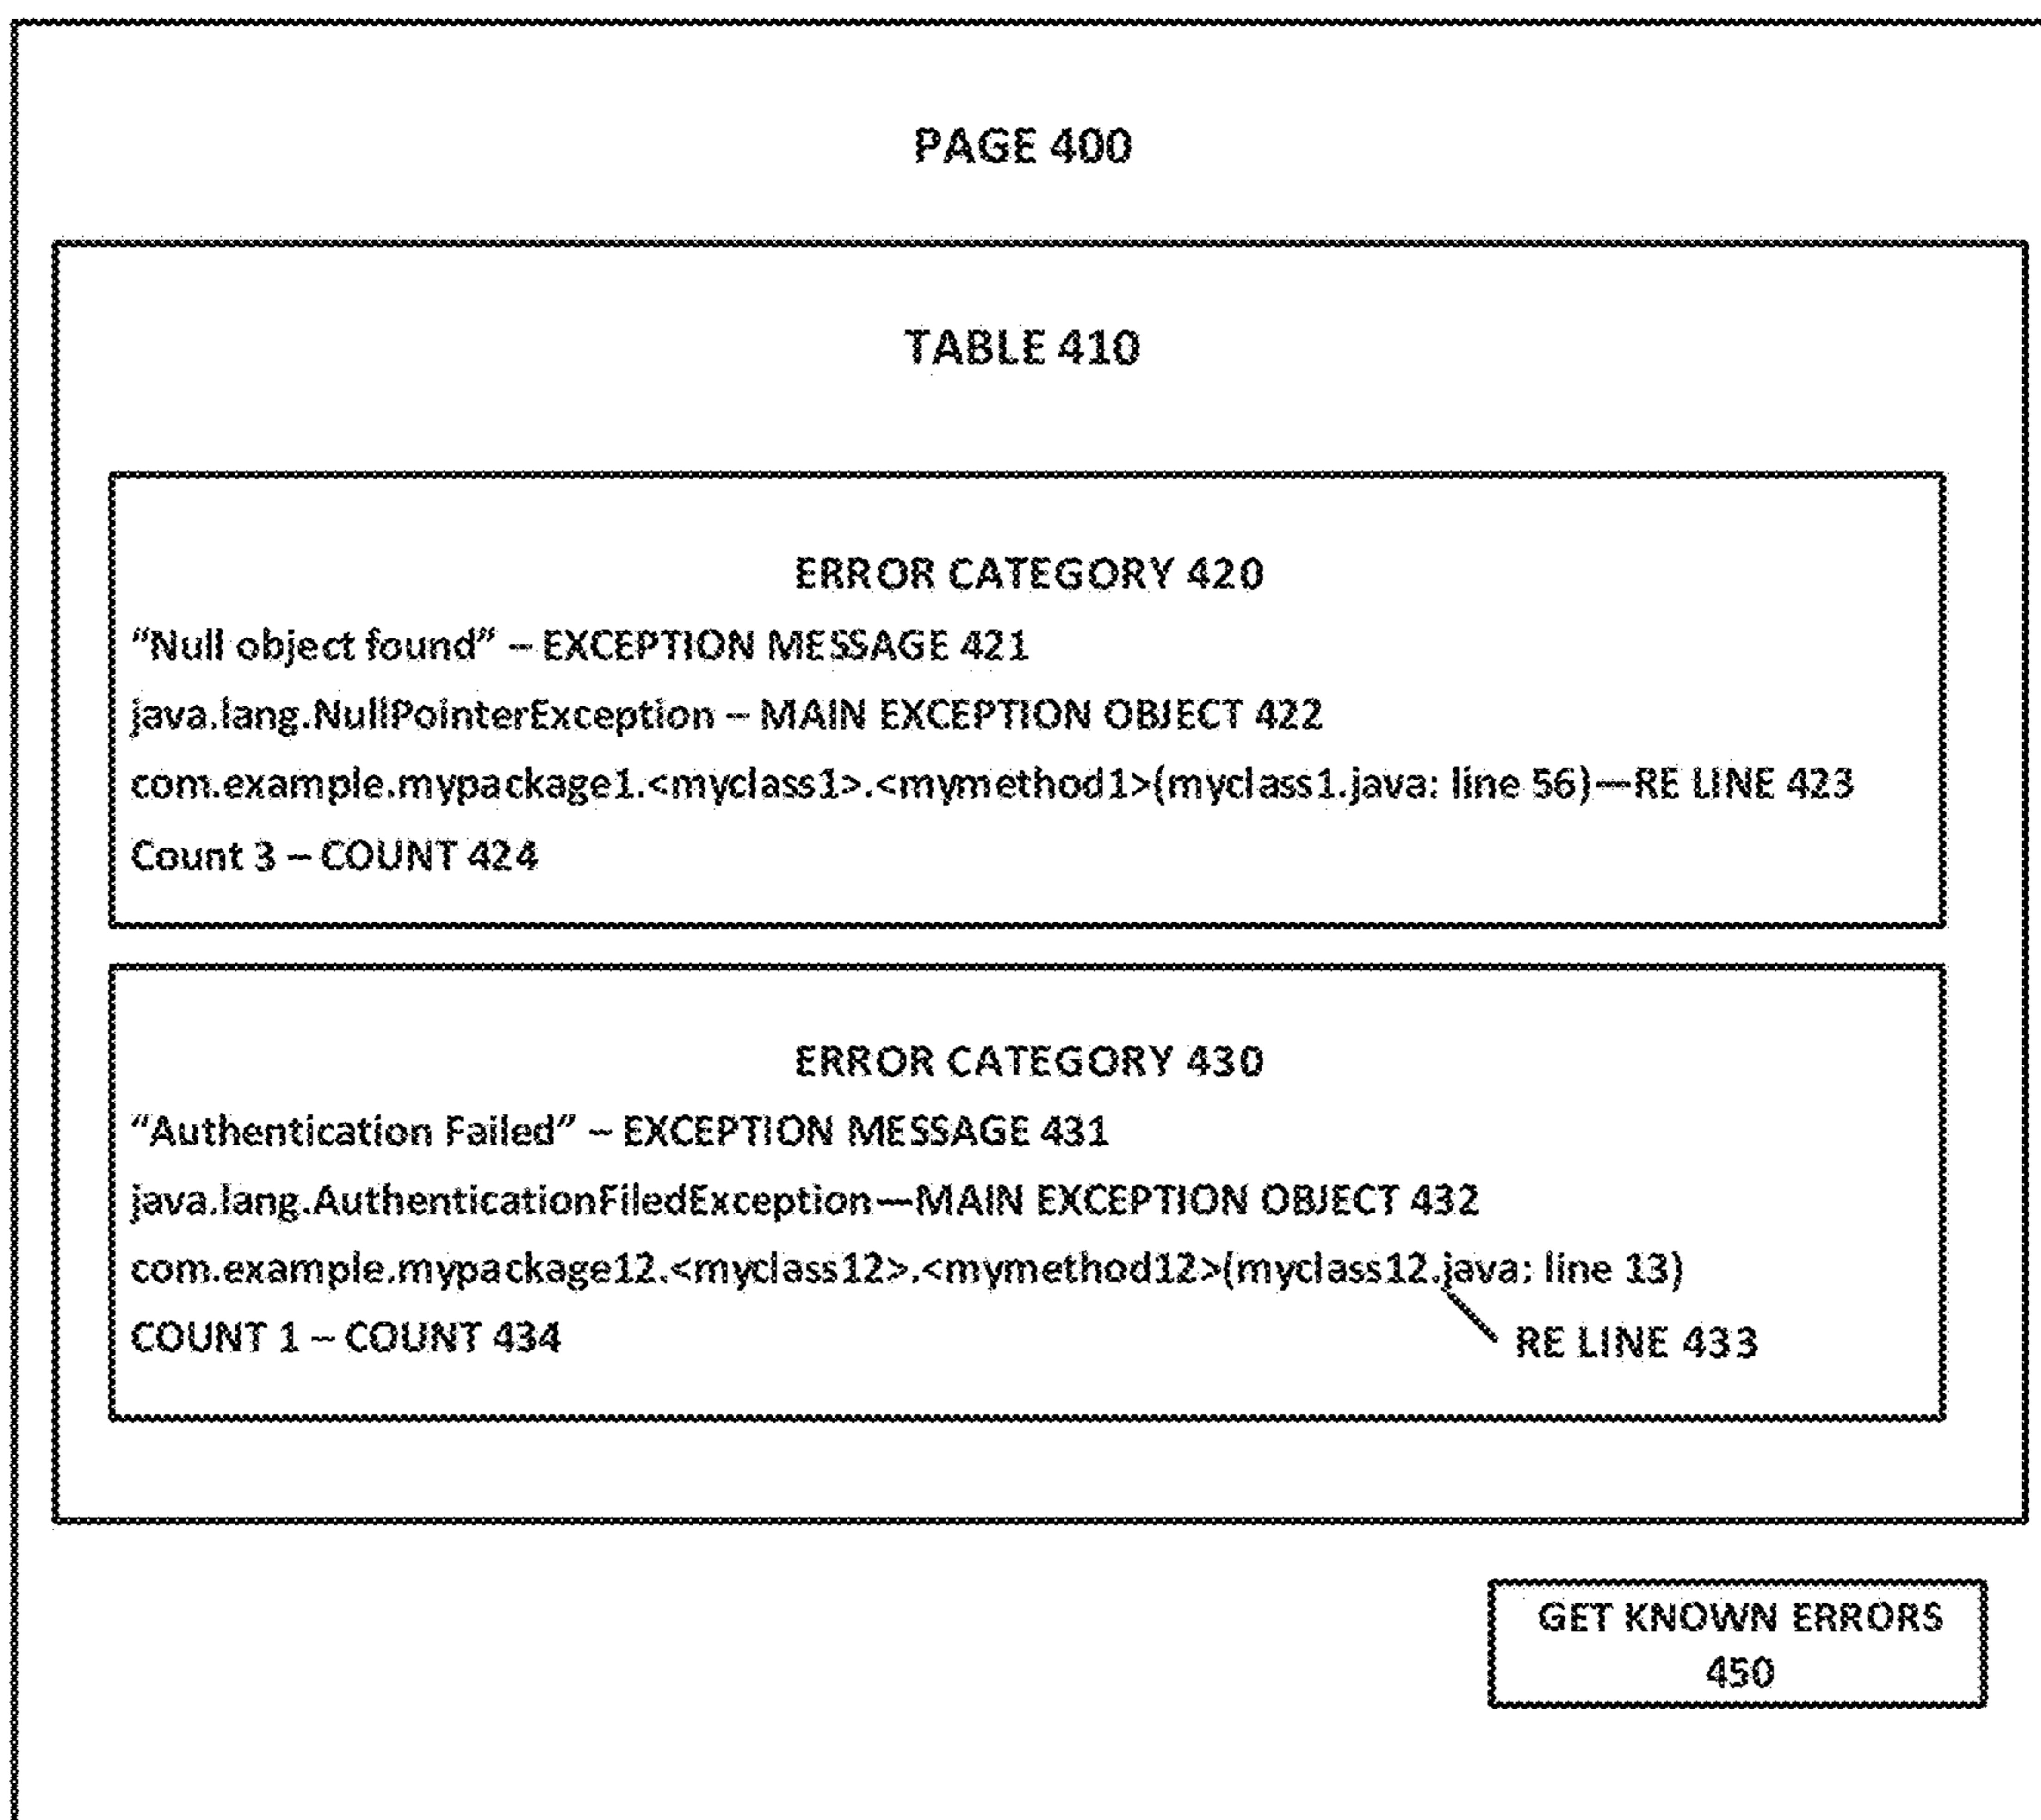 PAGE 400
TABLE 410
ERROR CATEGORY 420
“Null object found” – EXCEPTION MESSAGE 421
java.lang.NullPointerException – MAIN EXCEPTION OBJECT 422
com.example.mypackage1.<myclass1>.<mymethod1>(myclass1.java: line 56)—RE LINE 423
Count 3 – COUNT 424
ERROR CATEGORY 430
“Authentication Failed” – EXCEPTION MESSAGE 431
java.lang.AuthenticationFiledException—MAIN EXCEPTION OBJECT 432
com.example.mypackage12.<myclass12>.<mymethod12>(myclass12.java: line 13)
COUNT 1 – COUNT 434
RE LINE 433
GET KNOWN ERRORS
450